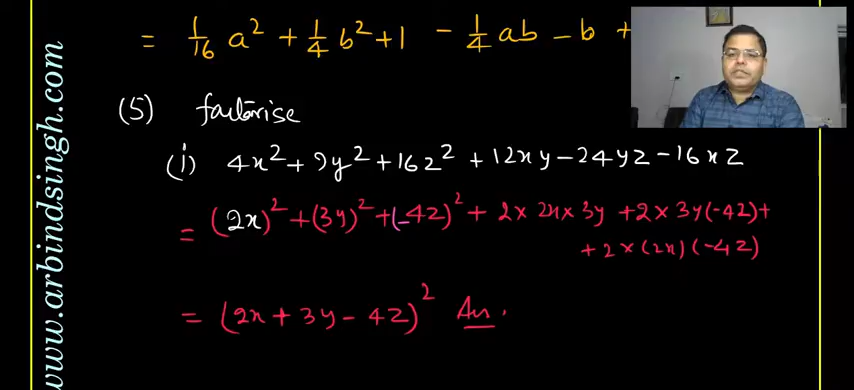 = 1/16 a² + 1/4 b² + 1 - 1/4 ab - b +
(5) factorise
(i) 4x² + 9y² + 16z² + 12xy - 24yz - 16xz
= (2x)² + (3y)² + (-4z)² + 2 × 2x × 3y + 2 × 3y(-4z) +
+ 2 × (2x) (-4z)
= (2x + 3y - 4z)² Ans.
www.arbindsingh.com